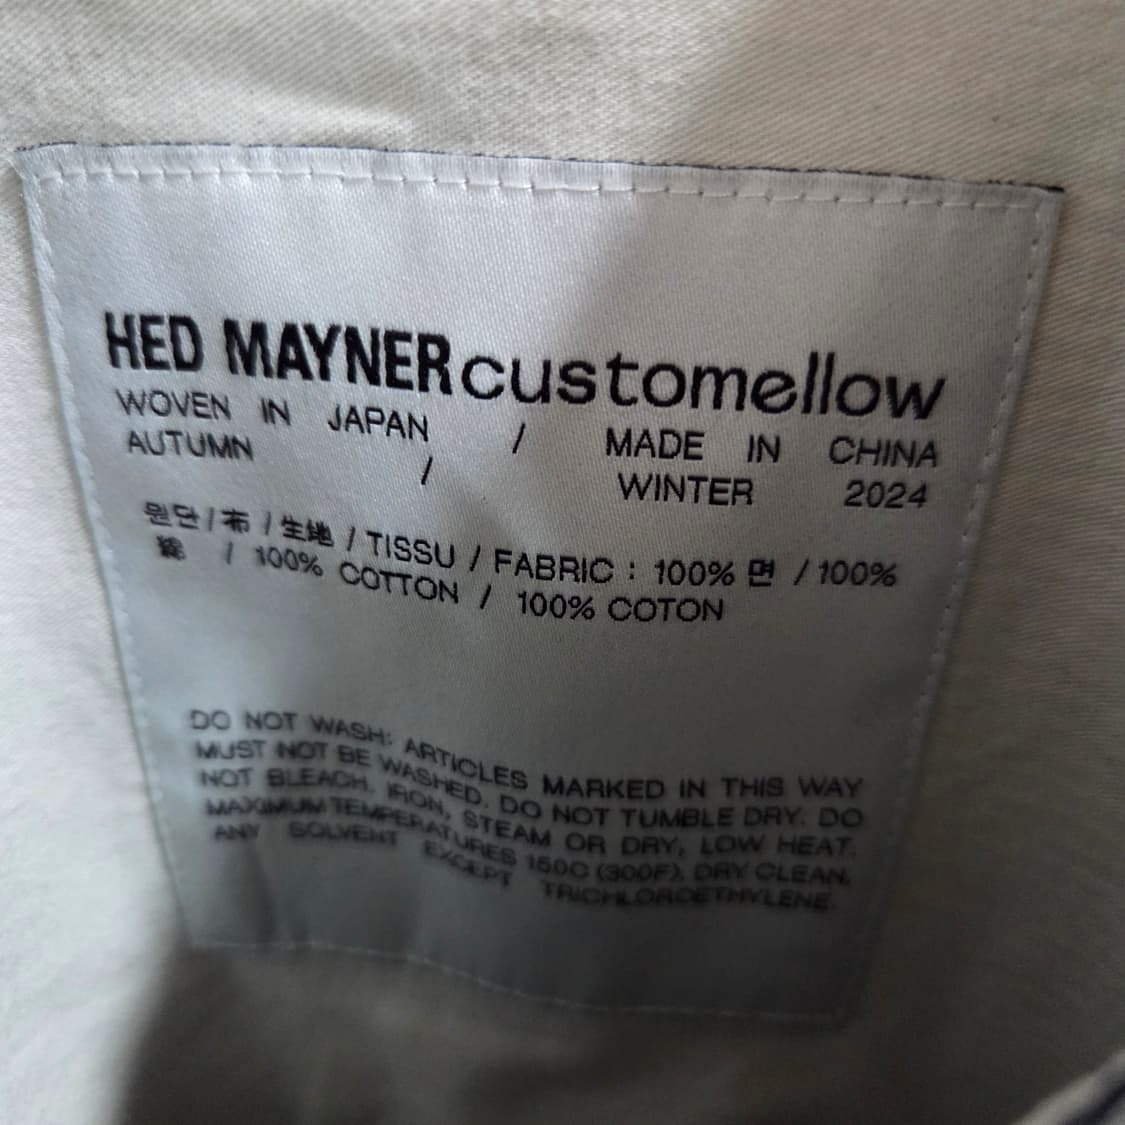 HED MAYNER customellow
WOVEN IN JAPAN / MADE IN CHINA
AUTUMN / WINTER 2024
원단 / 布 / 生地 / TISSU / FABRIC : 100% 면 / 100%
綿 / 100% COTTON / 100% COTON
DO NOT WASH: ARTICLES MARKED IN THIS WAY
MUST NOT BE WASHED. DO NOT TUMBLE DRY. DO
NOT BLEACH. IRON, STEAM OR DRY, LOW HEAT.
MAXIMUM TEMPERATURES 150C (300F). DRY CLEAN.
ANY SOLVENT EXCEPT TRICHLOROETHYLENE.